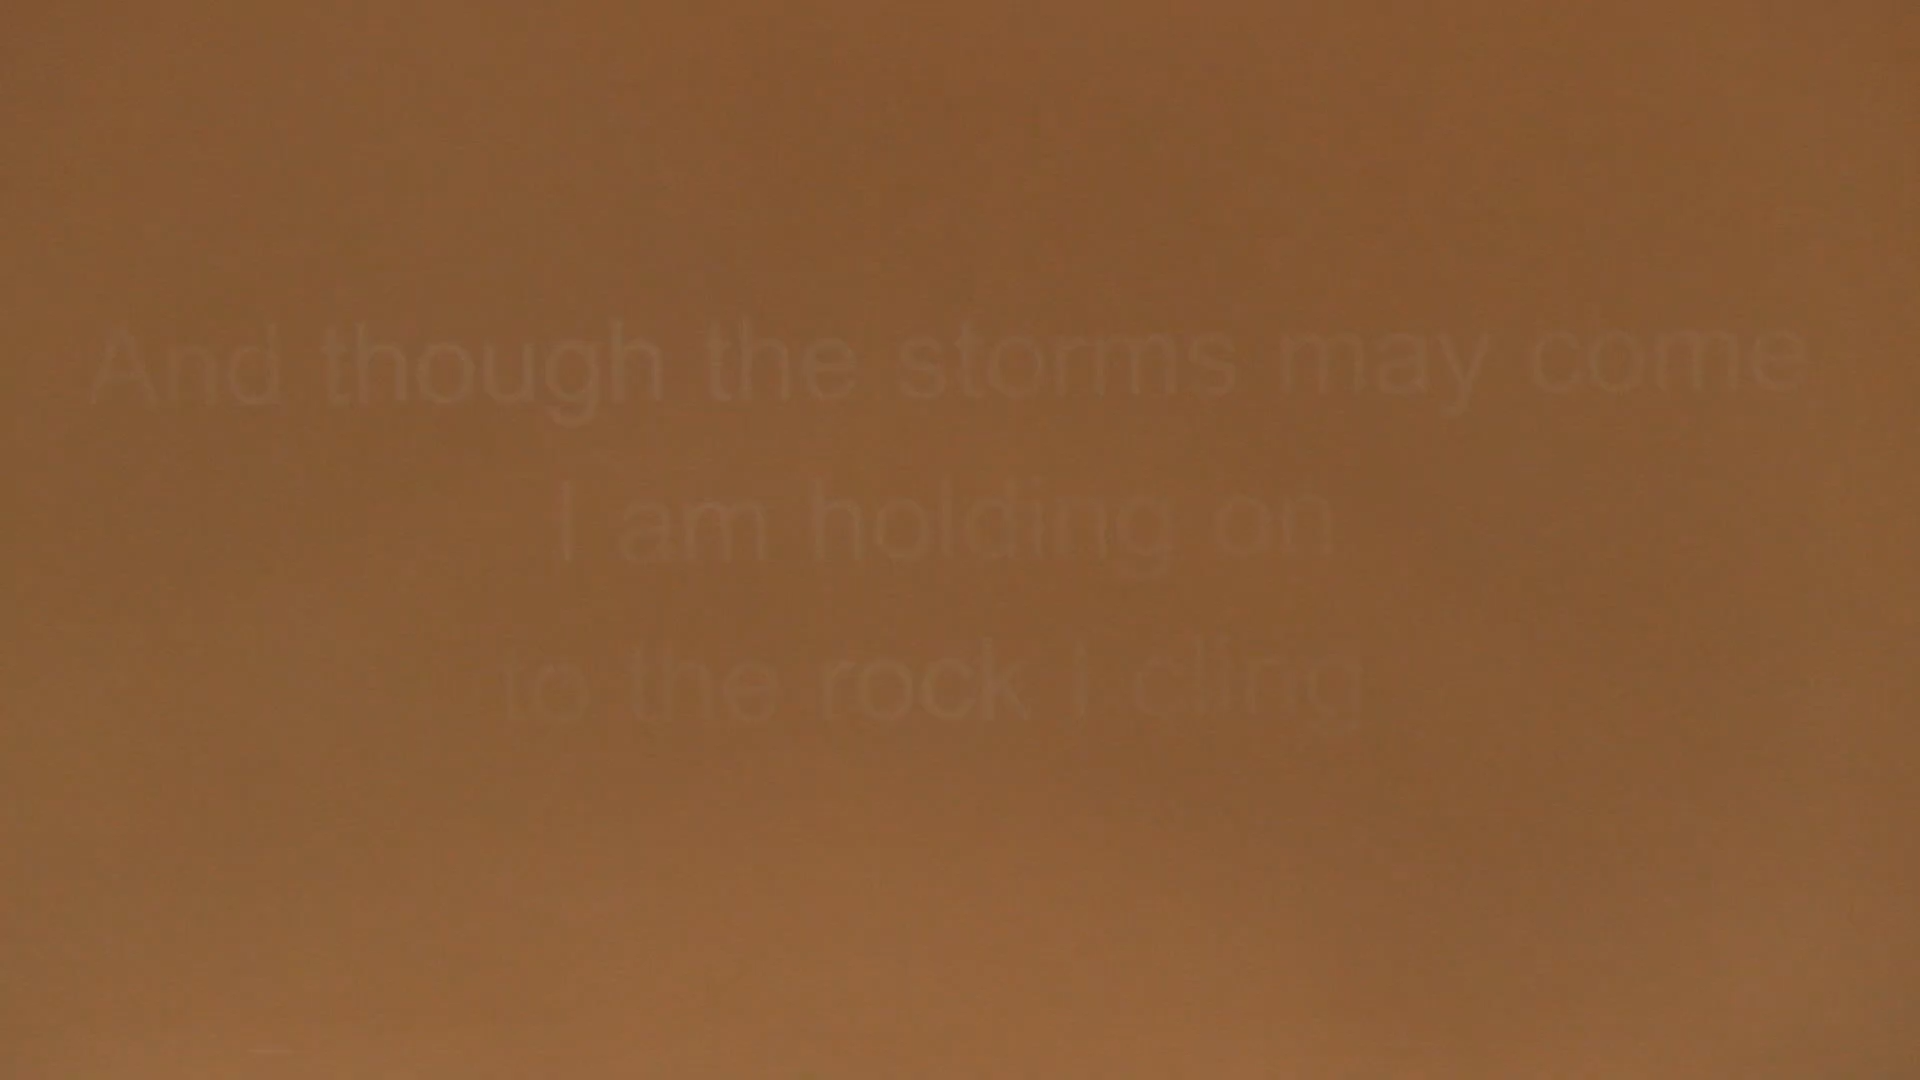 And though the storms may come
I am holding on
to the rock I cling